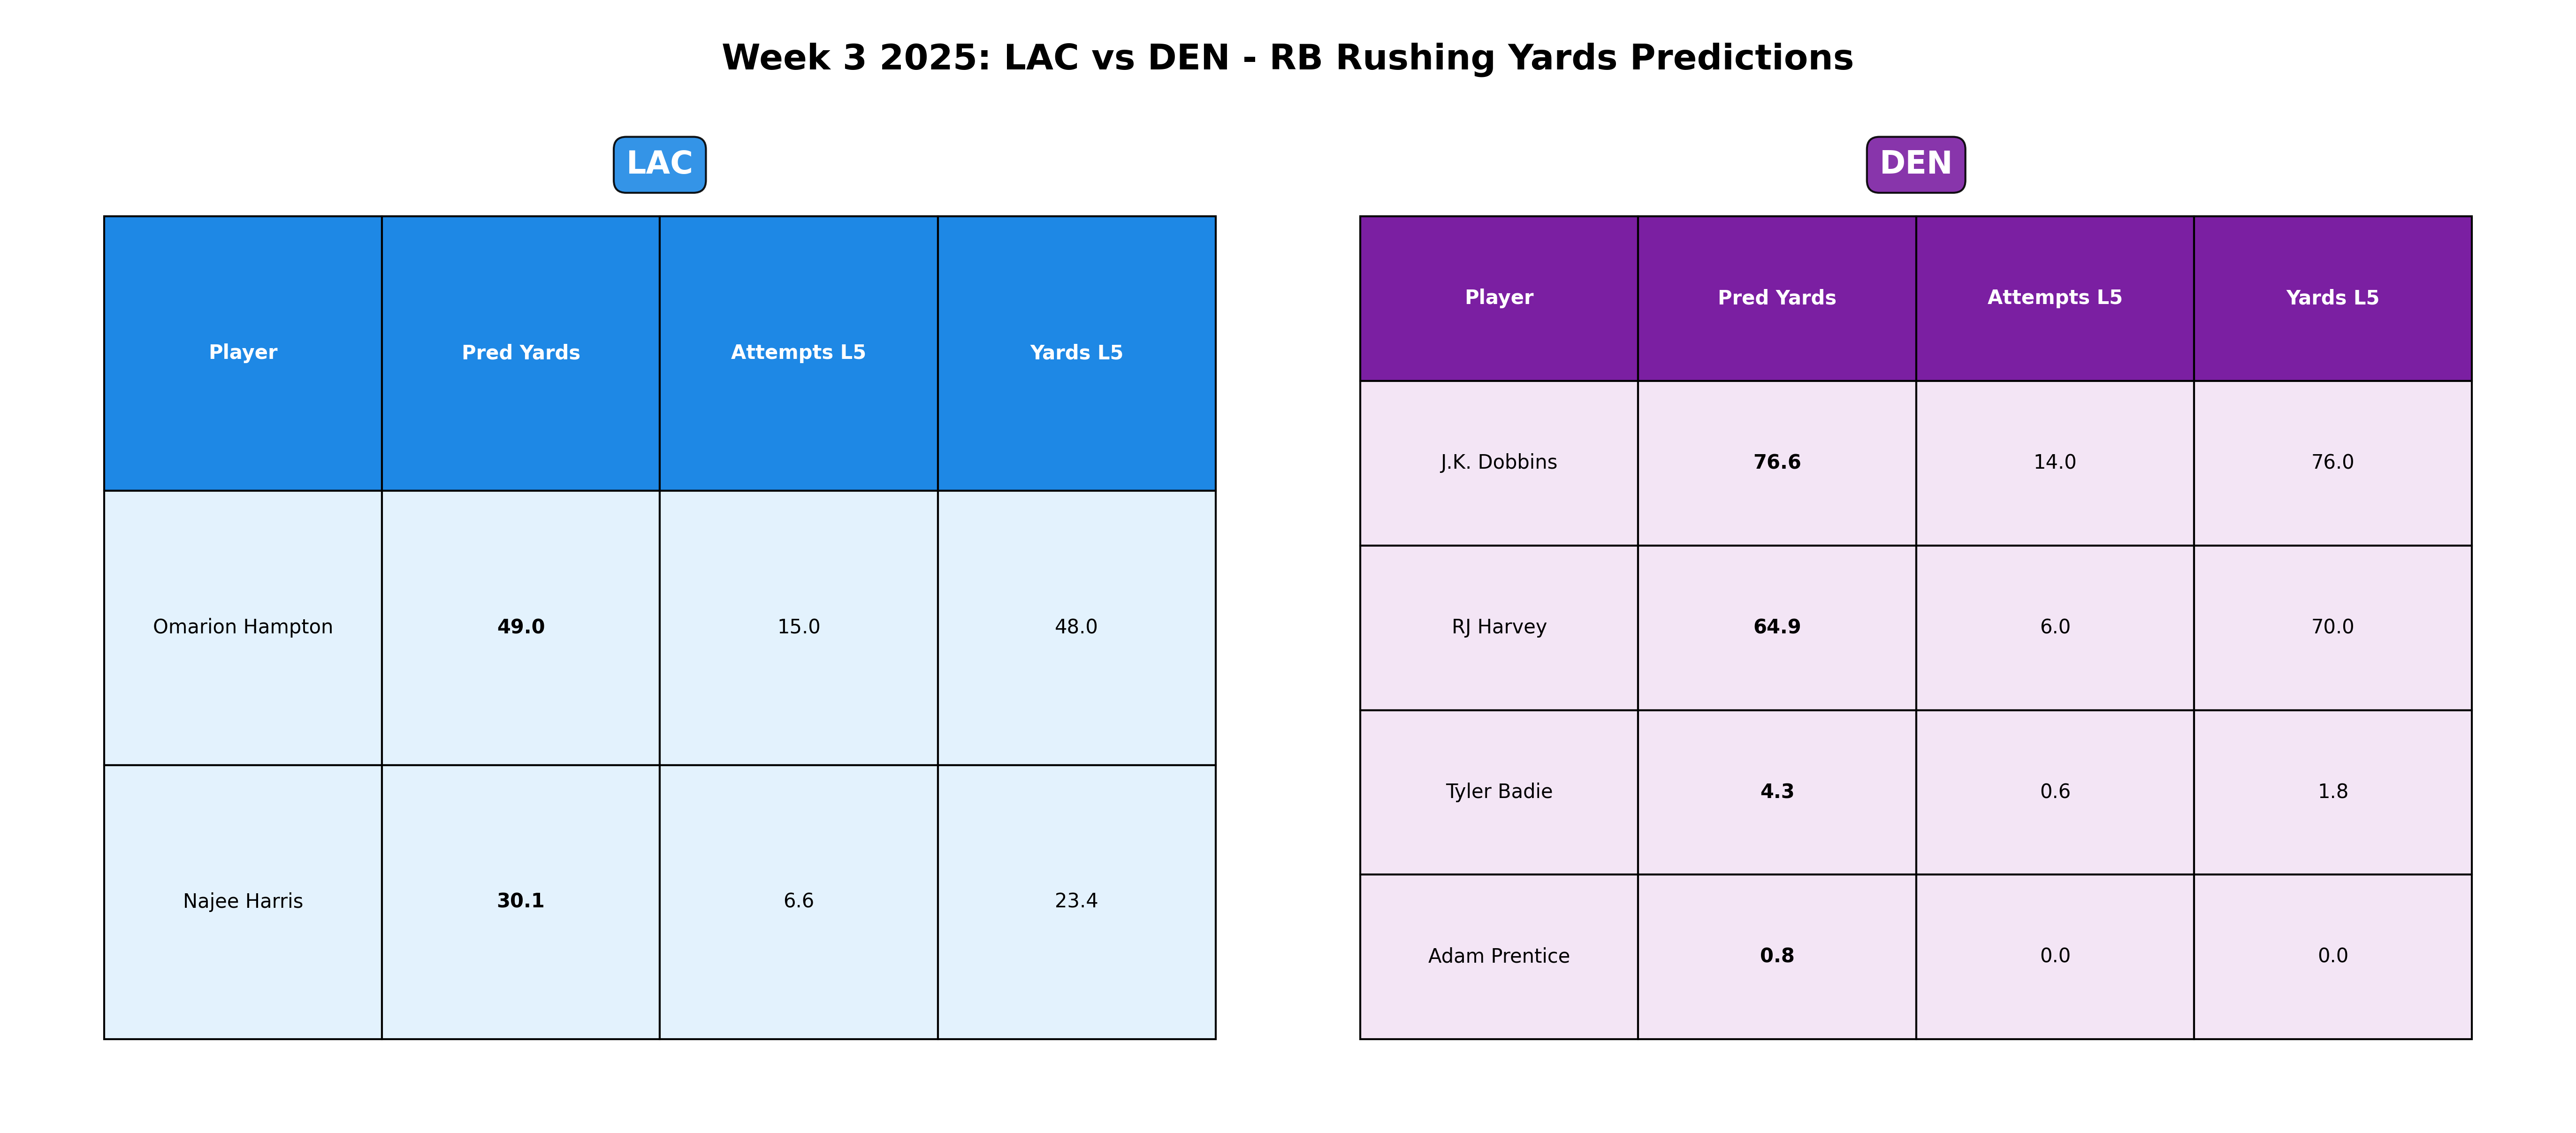 Week 3 2025: LAC vs DEN - RB Rushing Yards Predictions
LAC
Player Pred Yards Attempts L5 Yards L5
Omarion Hampton 49.0 15.0 48.0
Najee Harris 30.1 6.6 23.4
DEN
Player Pred Yards Attempts L5 Yards L5
J.K. Dobbins 76.6 14.0 76.0
RJ Harvey 64.9 6.0 70.0
Tyler Badie 4.3 0.6 1.8
Adam Prentice 0.8 0.0 0.0